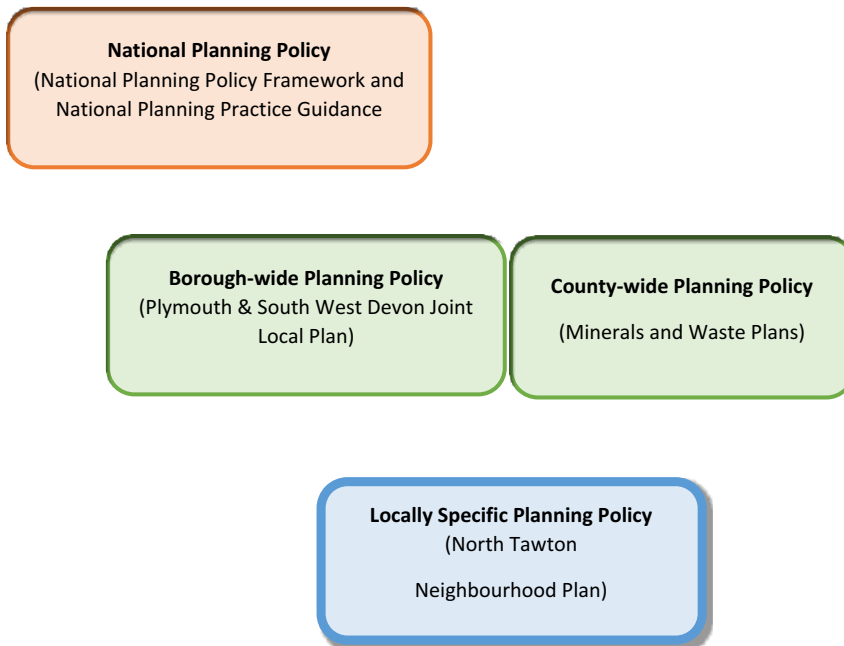 National Planning Policy
(National Planning Policy Framework and
National Planning Practice Guidance
Borough-wide Planning Policy
(Plymouth & South West Devon Joint
Local Plan)
County-wide Planning Policy
(Minerals and Waste Plans)
Locally Specific Planning Policy
(North Tawton
Neighbourhood Plan)